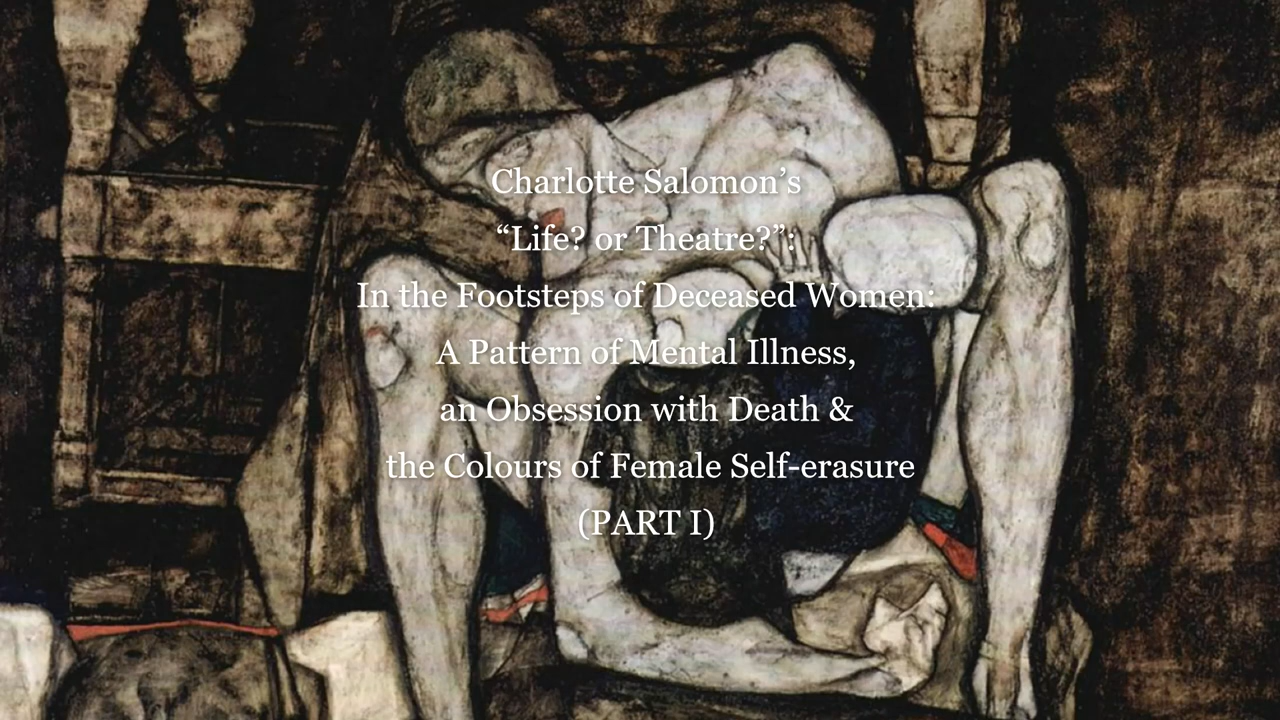 Charlotte Salomon’s
“Life? or Theatre?”:
In the Footsteps of Deceased Women:
A Pattern of Mental Illness,
an Obsession with Death &
the Colours of Female Self-erasure
(PART I)